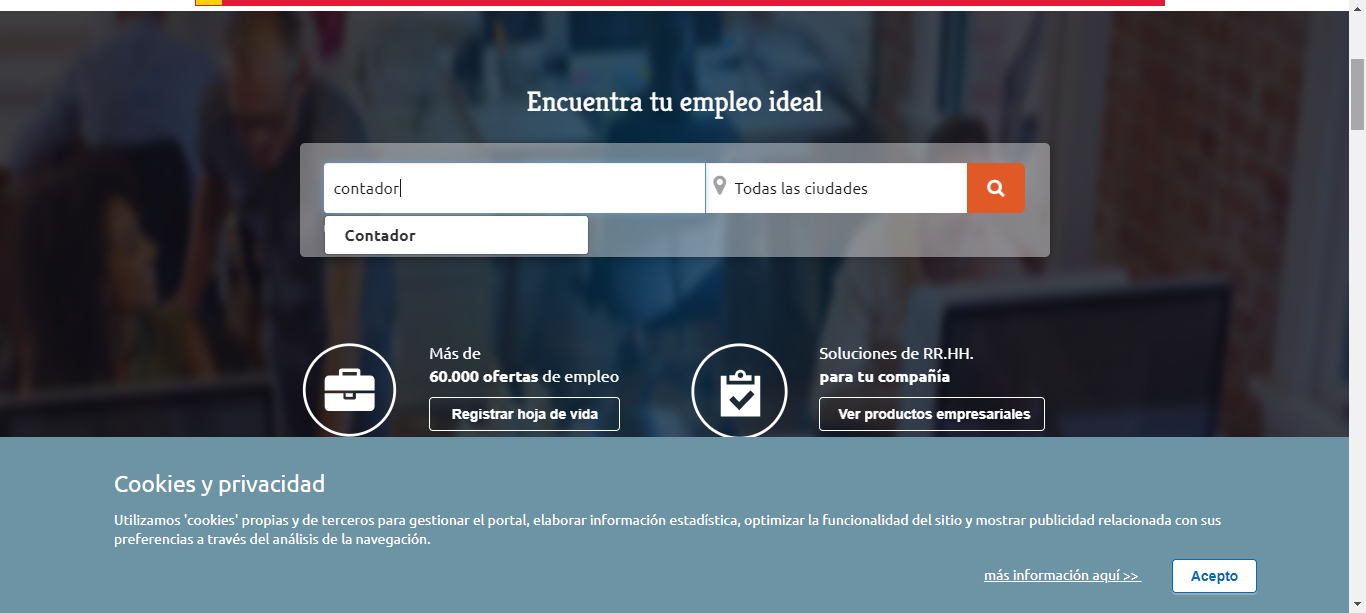 Encuentra tu empleo ideal
contador
Todas las ciudades
Contador
Más de
60.000 ofertas de empleo
Registrar hoja de vida
Soluciones de RR.HH.
para tu compañía
Ver productos empresariales
Cookies y privacidad
Utilizamos 'cookies' propias y de terceros para gestionar el portal, elaborar información estadística, optimizar la funcionalidad del sitio y mostrar publicidad relacionada con sus
preferencias a través del análisis de la navegación.
más información aquí >>
Acepto